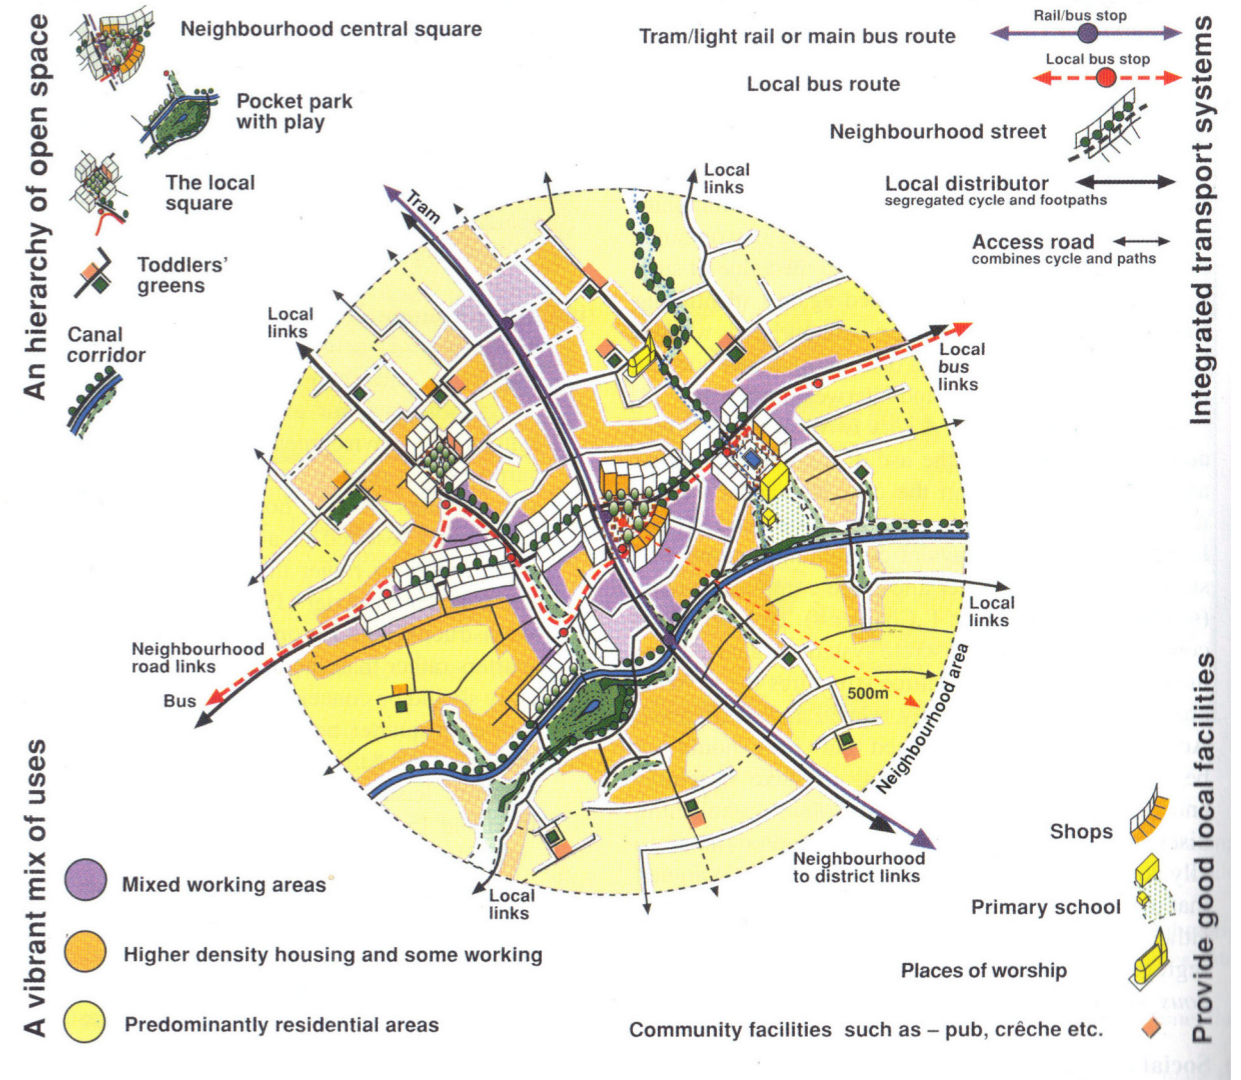 An hierarchy of open space
Neighbourhood central square
Pocket park
with play
The local
square
Toddlers'
greens
Canal
corridor
Integrated transport systems
Rail/bus stop
Tram/light rail or main bus route
Local bus stop
Local bus route
Neighbourhood street
Local distributor
segregated cycle and footpaths
Access road
combines cycle and paths
Tram
Local
links
Local
links
Local
bus
links
Local
links
Neighbourhood
road links
Bus
500m
Neighbourhood area
Neighbourhood
to district links
Local
links
A vibrant mix of uses
Mixed working areas
Higher density housing and some working
Predominantly residential areas
Provide good local facilities
Shops
Primary school
Places of worship
Community facilities such as – pub, crêche etc.